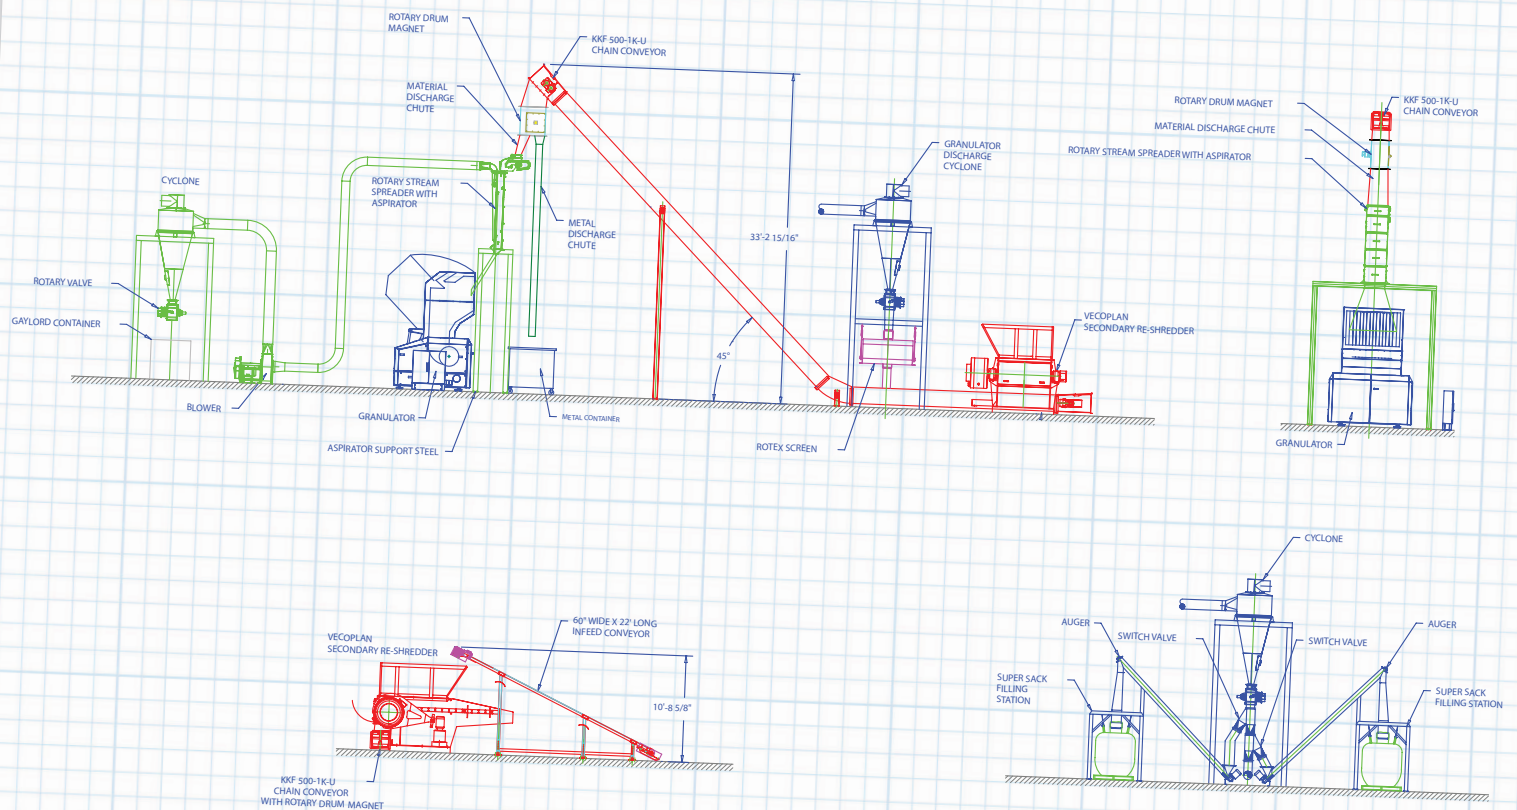 ROTARY DRUM
MAGNET
KKF 500-1K-U
CHAIN CONVEYOR
MATERIAL
DISCHARGE
CHUTE
CYCLONE
ROTARY STREAM
SPREADER WITH
ASPIRATOR
METAL
DISCHARGE
CHUTE
ROTARY VALVE
GAYLORD CONTAINER
BLOWER
GRANULATOR
METAL CONTAINER
ASPIRATOR SUPPORT STEEL
33'-2 15/16"
45°
GRANULATOR
DISCHARGE
CYCLONE
VECOPLAN
SECONDARY RE-SHREDDER
ROTEX SCREEN
ROTARY DRUM MAGNET
KKF 500-1K-U
CHAIN CONVEYOR
MATERIAL DISCHARGE CHUTE
ROTARY STREAM SPREADER WITH ASPIRATOR
GRANULATOR
60" WIDE X 22' LONG
INFEED CONVEYOR
VECOPLAN
SECONDARY RE-SHREDDER
10'-8 5/8"
KKF 500-1K-U
CHAIN CONVEYOR
WITH ROTARY DRUM MAGNET
CYCLONE
AUGER
SWITCH VALVE
SWITCH VALVE
AUGER
SUPER SACK
FILLING
STATION
SUPER SACK
FILLING STATION